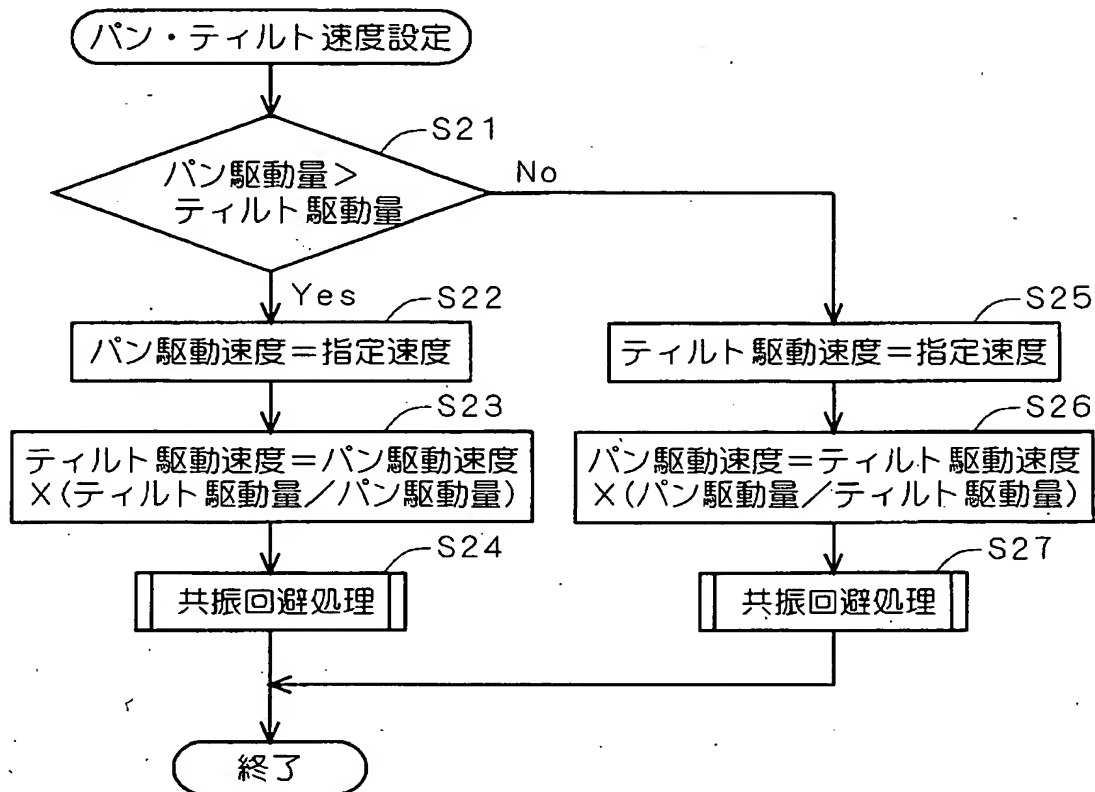 パン・ティルト速度設定
S21
パン駆動量>
ティルト駆動量
No
Yes
S22
パン駆動速度=指定速度
S23
ティルト駆動速度=パン駆動速度
×(ティルト駆動量/パン駆動量)
S24
共振回避処理
S25
ティルト駆動速度=指定速度
S26
パン駆動速度=ティルト駆動速度
×(パン駆動量/ティルト駆動量)
S27
共振回避処理
終了